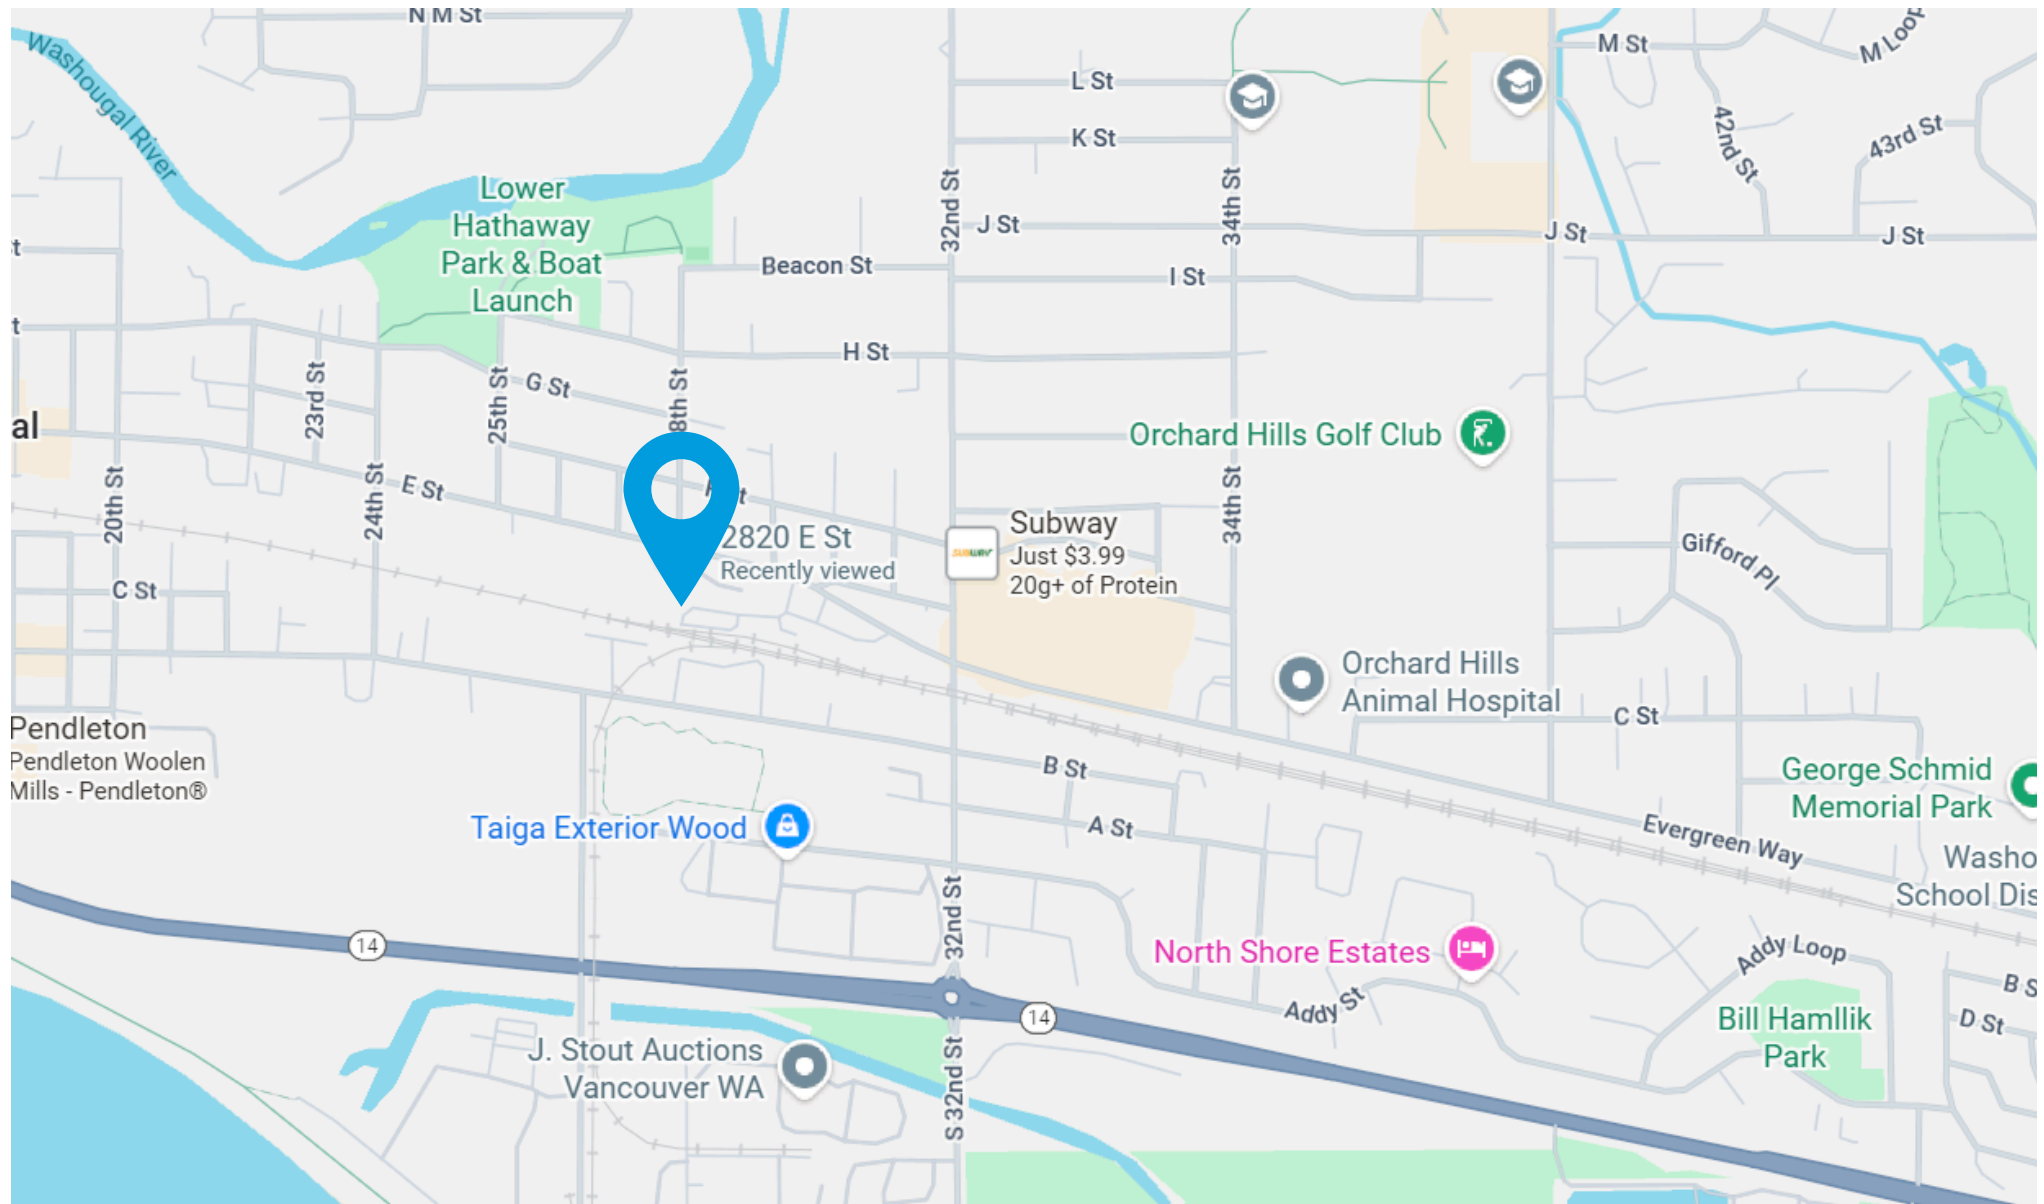 N M St
Washougal River
L St
K St
M St
M Loop
42nd St
43rd St
Lower
Hathaway
Park & Boat
Launch
32nd St
J St
34th St
J St
J St
Beacon St
I St
H St
23rd St
25th St
G St
8th St
al
Orchard Hills Golf Club
20th St
24th St
E St
34th St
2820 E St
Recently viewed
SUBWAY
Subway
Just $3.99
20g+ of Protein
Gifford Pl
C St
Orchard Hills
Animal Hospital
C St
Pendleton
Pendleton Woolen
Mills - Pendleton®
B St
George Schmid
Memorial Park
Taiga Exterior Wood
A St
Evergreen Way
Washo
School Dis
32nd St
14
North Shore Estates
Addy Loop
B S
Addy St
14
Bill Hamllik
Park
D St
J. Stout Auctions
Vancouver WA
S 32nd St